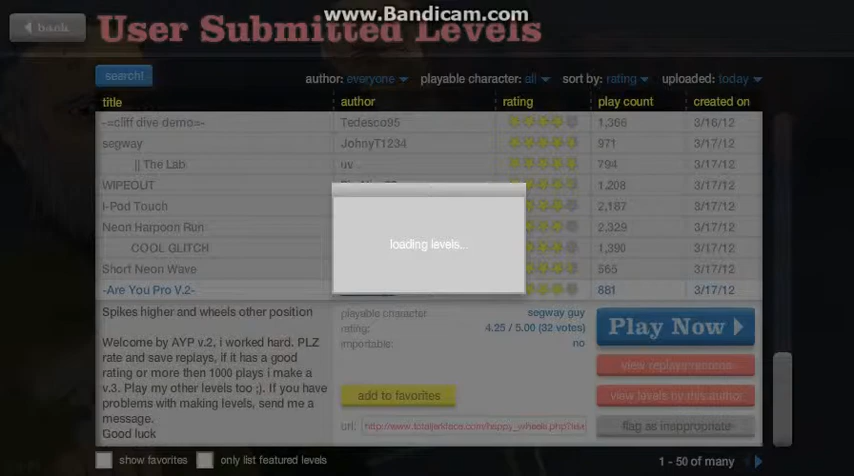 www.Bandicam.com
back
User Submitted Levels
search!
author: everyone playable character: all sort by: rating uploaded: today
title author rating play count created on
-=cliff dive demo=- Tedesco95 1,366 3/16/12
segway JohnyT1234 971 3/17/12
|| The Lab uv 794 3/17/12
WIPEOUT 1,208 3/17/12
I-Pod Touch 2,187 3/17/12
Neon Harpoon Run 2,329 3/17/12
COOL GLITCH 1,390 3/17/12
Short Neon Wave 565 3/17/12
-Are You Pro V.2- 881 3/17/12
loading levels...
Spikes higher and wheels other position
Welcome by AYP v.2, i worked hard. PLZ
rate and save replays, if it has a good
rating or more then 1000 plays i make a
v.3. Play my other levels too ;). If you have
problems with making levels, send me a
message.
Good luck
playable character segway guy
rating: 4.25 / 5.00 (32 votes)
importable: no
add to favorites
url: http://www.totaljerkface.com/happy_wheels.php?
Play Now
view replays
view levels by this author
flag as inappropriate
show favorites only list featured levels
1 - 50 of many